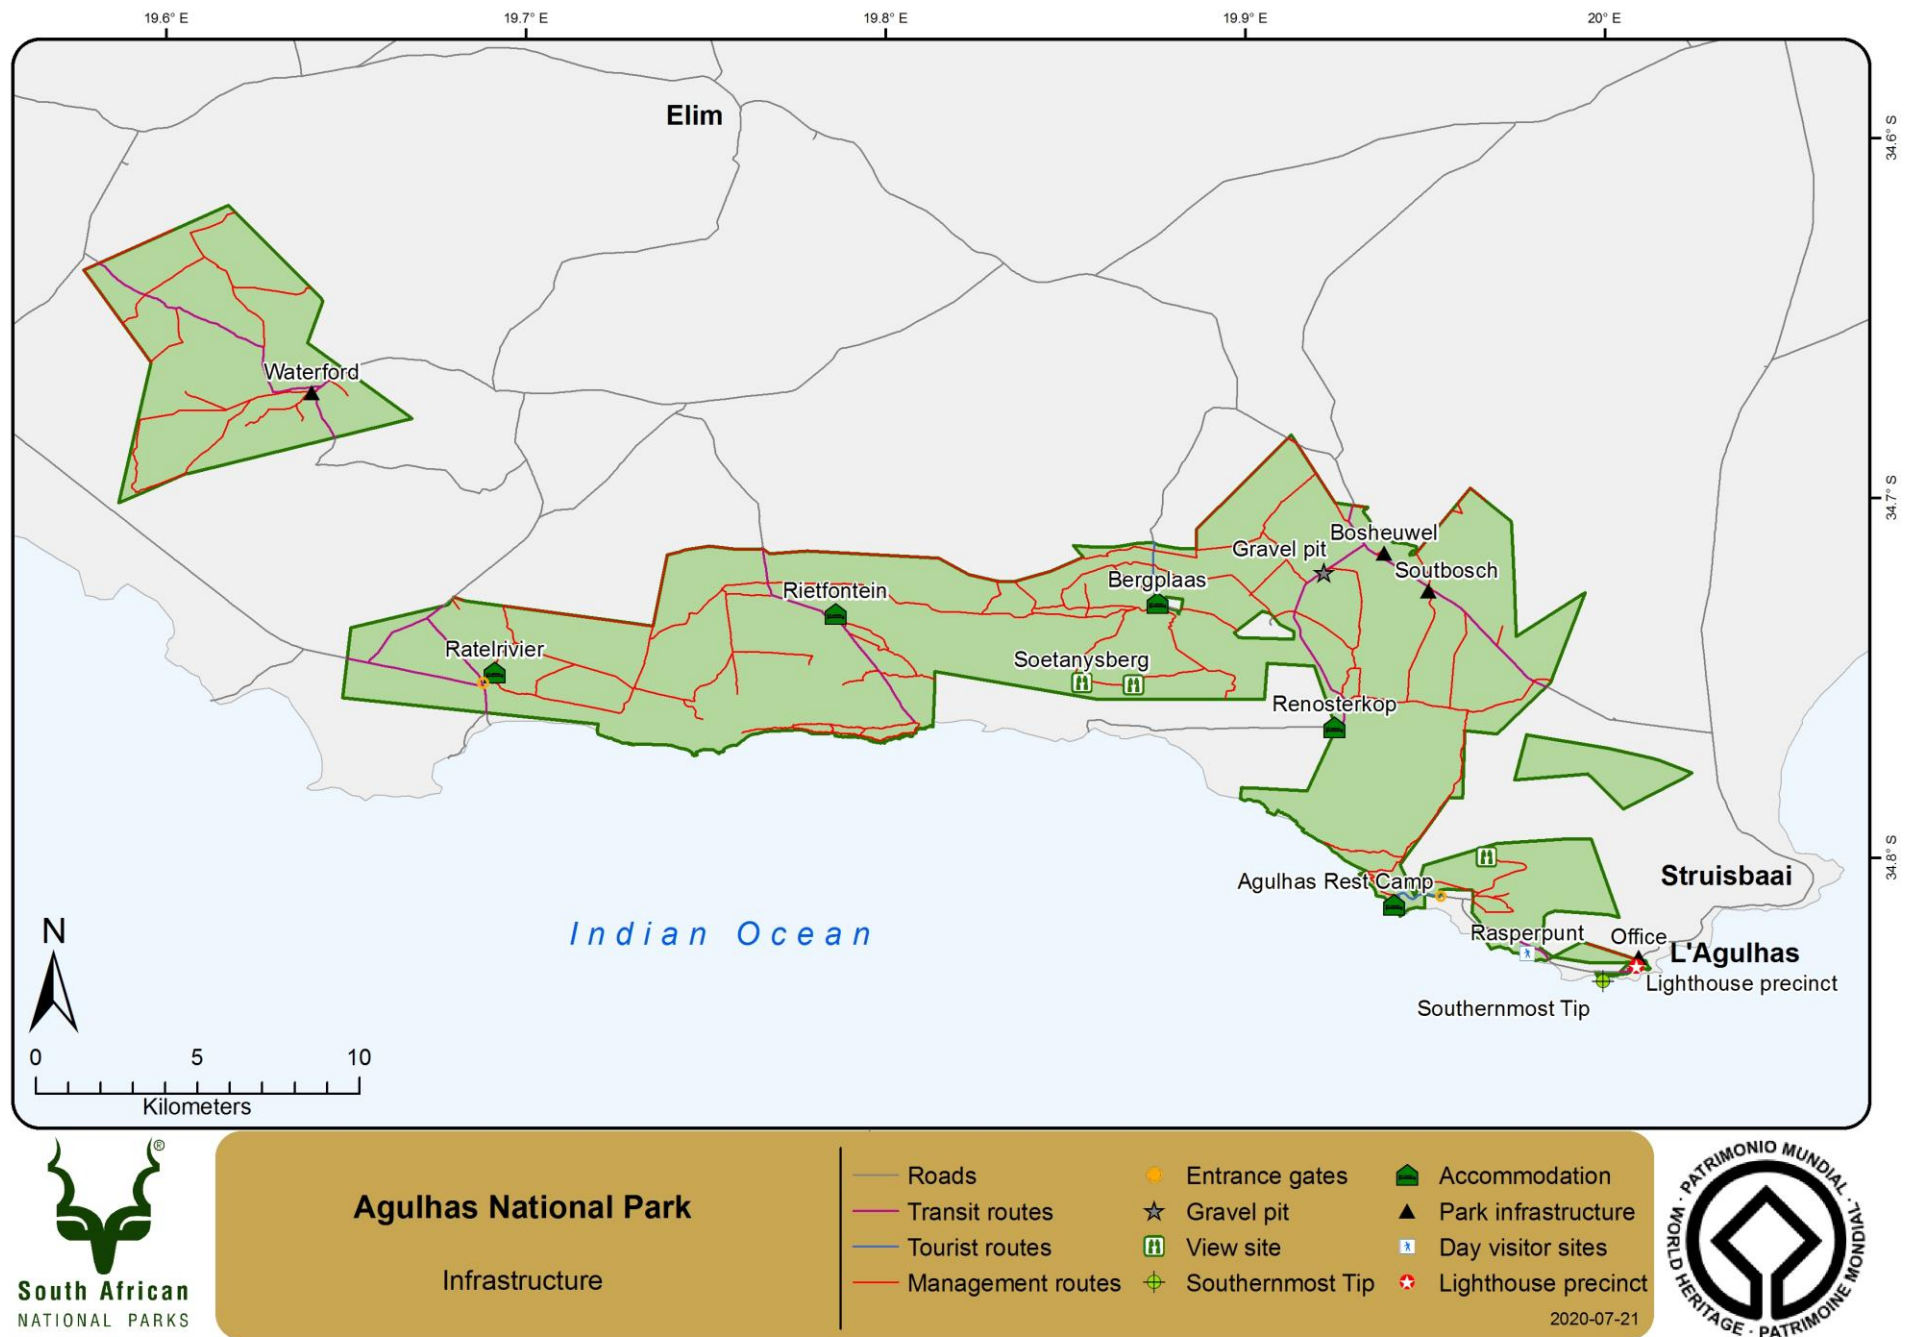 19.6° E
19.7° E
19.8° E
19.9° E
20° E
Elim
34.6° S
Waterford
34.7° S
Bosheuwel
Gravel pit
Soutbosch
Bergplaas
Rietfontein
Ratelrivier
Soetanysberg
Renosterkop
34.8° S
Struisbaai
Agulhas Rest Camp
Rasperpunt
Office
L'Agulhas
Lighthouse precinct
Southernmost Tip
Indian Ocean
N
0 5 10
Kilometers
®
South African
NATIONAL PARKS
Agulhas National Park
Infrastructure
Roads
Transit routes
Tourist routes
Management routes
Entrance gates
Gravel pit
View site
Southernmost Tip
Accommodation
Park infrastructure
Day visitor sites
Lighthouse precinct
2020-07-21
WORLD HERITAGE · PATRIMOINE MONDIAL · PATRIMONIO MUNDIAL ·